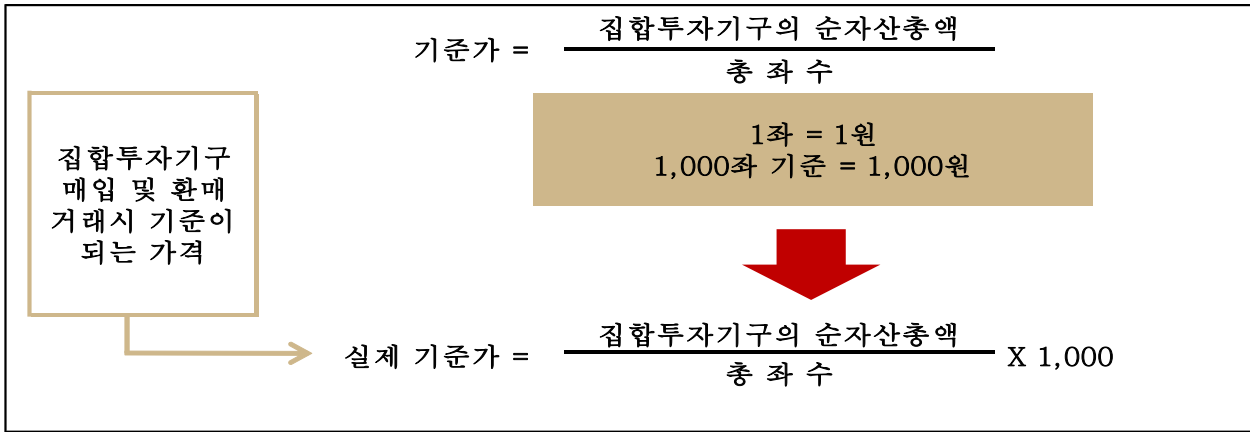 기준가 = 집합투자기구의 순자산총액
총 좌 수
1좌 = 1원
1,000좌 기준 = 1,000원
집합투자기구
매입 및 환매
거래시 기준이
되는 가격
실제 기준가 = 집합투자기구의 순자산총액 X 1,000
총 좌 수